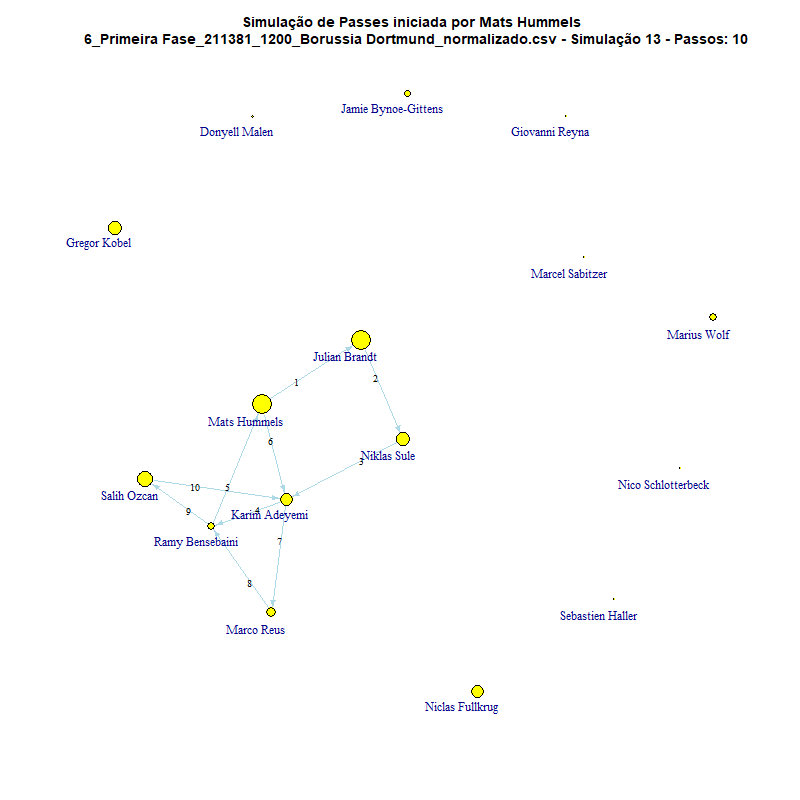 Simulação de Passes iniciada por Mats Hummels
6_Primeira Fase_211381_1200_Borussia Dortmund_normalizado.csv - Simulação 13 - Passos: 10
Jamie Bynoe-Gittens
Donyell Malen
Giovanni Reyna
Gregor Kobel
Marcel Sabitzer
Marius Wolf
Julian Brandt
2
1
Mats Hummels
6
Niklas Sule
3
Nico Schlotterbeck
10
5
Salih Ozcan
9
4
Karim Adeyemi
Ramy Bensebaini
7
8
Sebastien Haller
Marco Reus
Niclas Fullkrug